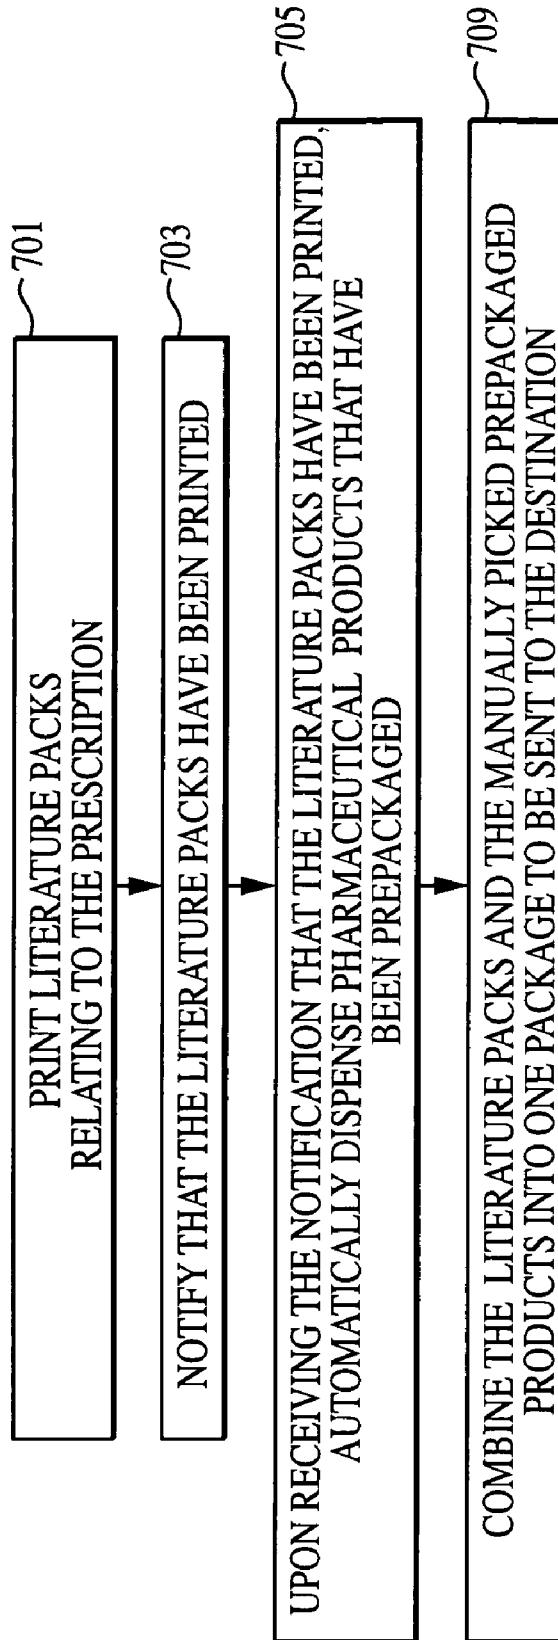 701
PRINT LITERATURE PACKS
RELATING TO THE PRESCRIPTION
703
NOTIFY THAT THE LITERATURE PACKS HAVE BEEN PRINTED
705
UPON RECEIVING THE NOTIFICATION THAT THE LITERATURE PACKS HAVE BEEN PRINTED,
AUTOMATICALLY DISPENSE PHARMACEUTICAL PRODUCTS THAT HAVE
BEEN PREPACKAGED
709
COMBINE THE LITERATURE PACKS AND THE MANUALLY PICKED PREPACKAGED
PRODUCTS INTO ONE PACKAGE TO BE SENT TO THE DESTINATION